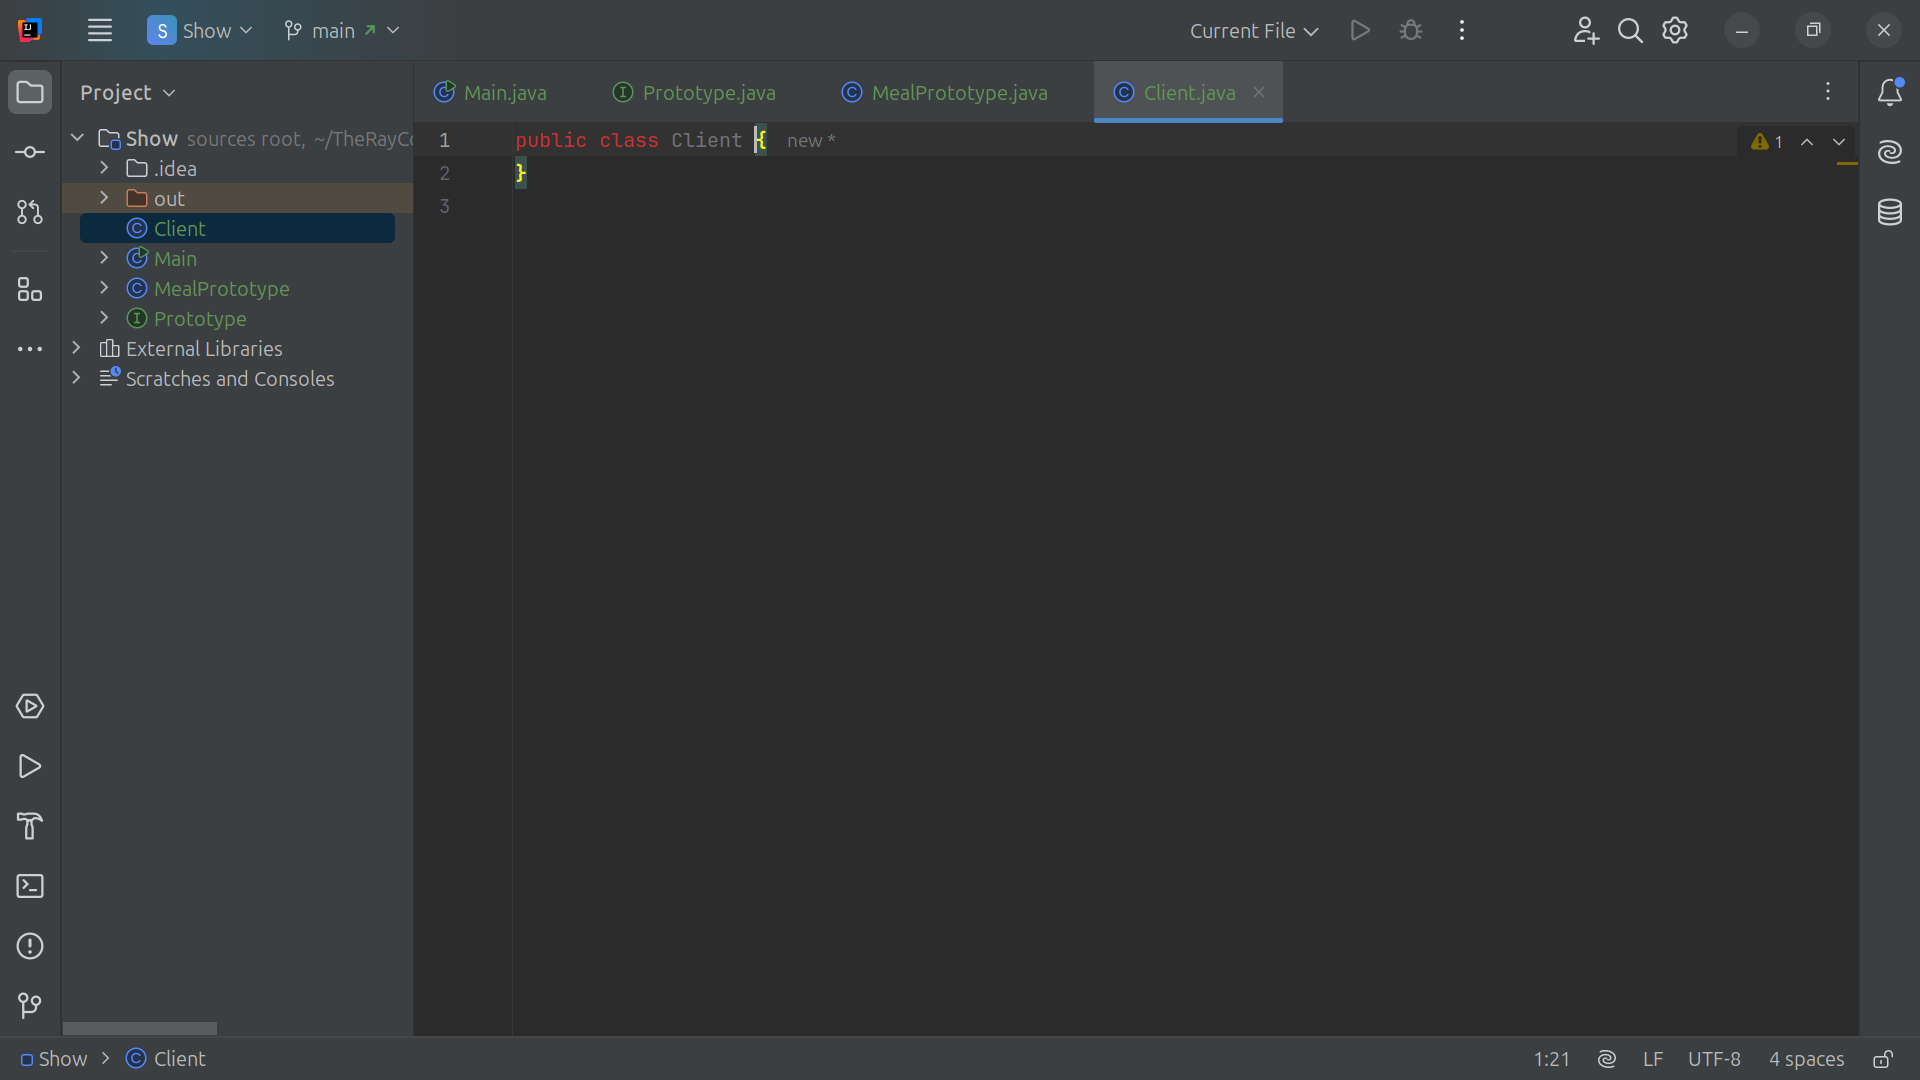 S Show main Current File
Project
Main.java Prototype.java MealPrototype.java Client.java
Show sources root, ~/TheRayCo
.idea
out
Client
Main
MealPrototype
Prototype
External Libraries
Scratches and Consoles
1 public class Client { new *
2 }
3
1
Show Client
1:21 LF UTF-8 4 spaces